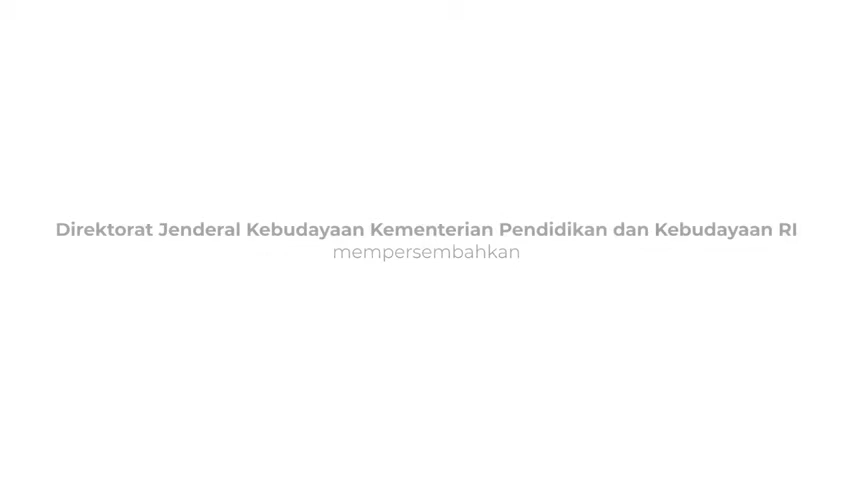 Direktorat Jenderal Kebudayaan Kementerian Pendidikan dan Kebudayaan RI
mempersembahkan